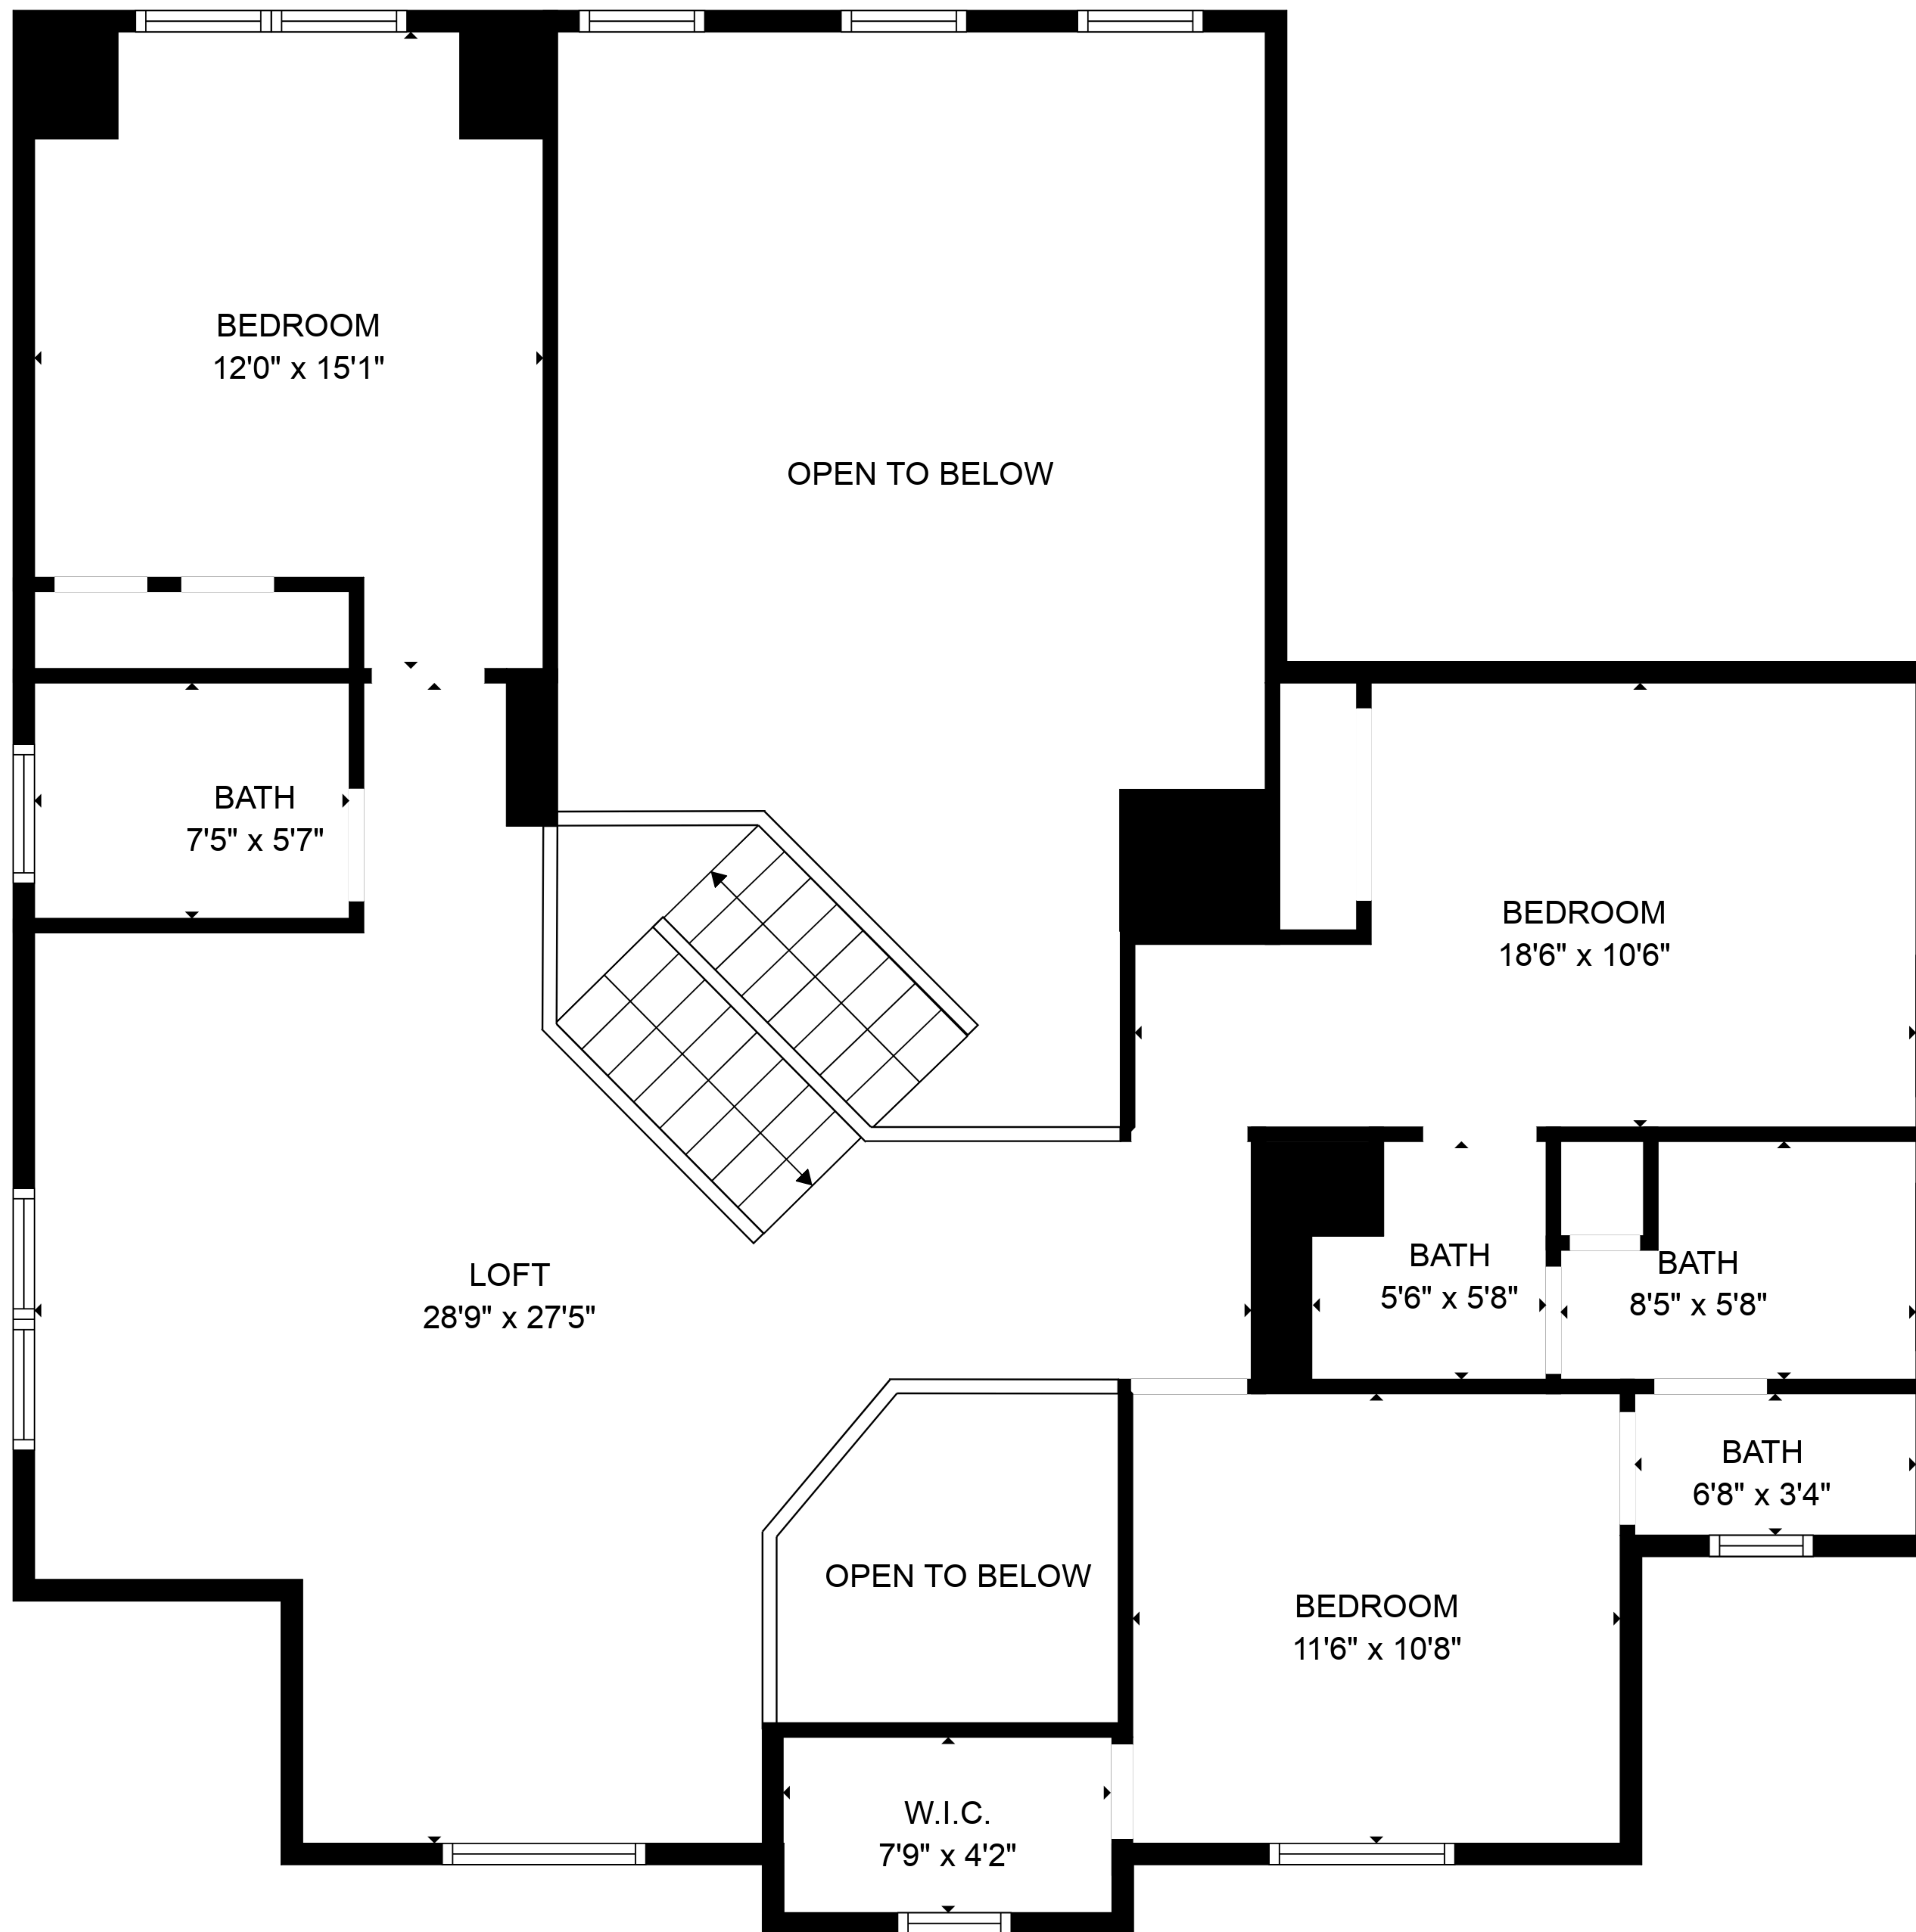 BEDROOM
12'0" x 15'1"
OPEN TO BELOW
BATH
7'5" x 5'7"
BEDROOM
18'6" x 10'6"
LOFT
28'9" x 27'5"
BATH
5'6" x 5'8"
BATH
8'5" x 5'8"
BATH
6'8" x 3'4"
OPEN TO BELOW
BEDROOM
11'6" x 10'8"
W.I.C.
7'9" x 4'2"